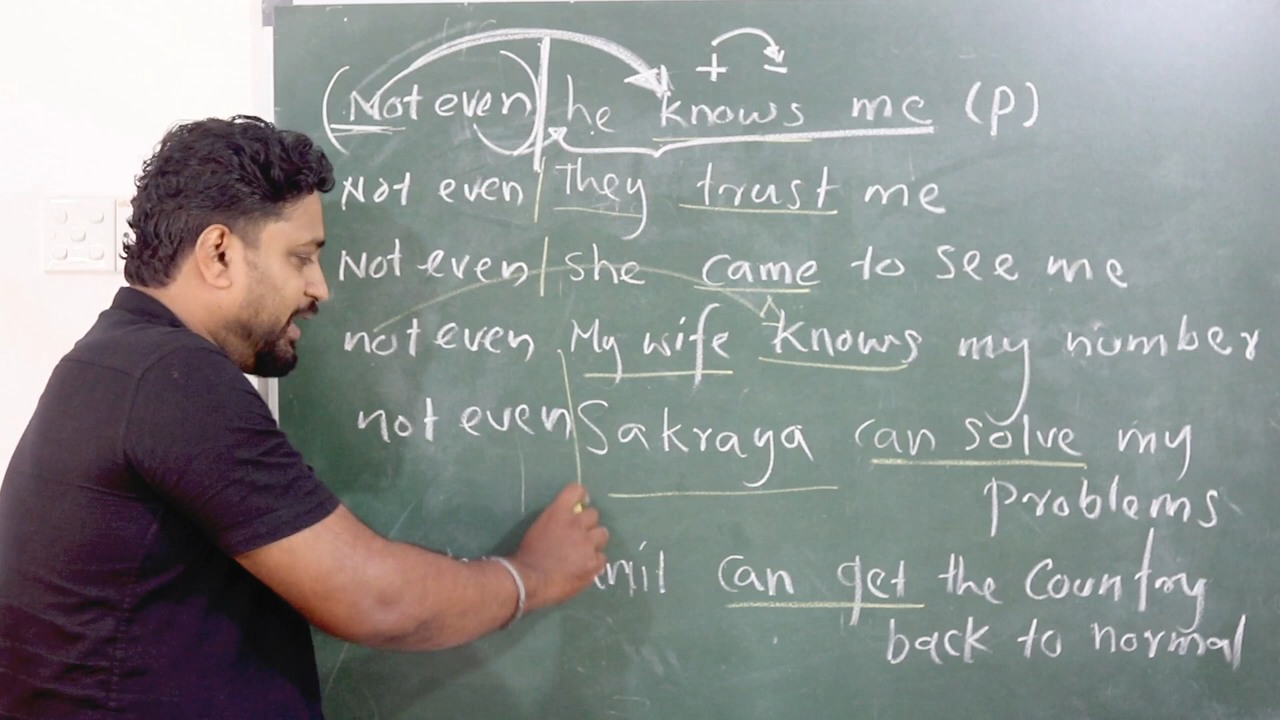 + -
(Not even) he knows me (P)
Not even They trust me
Not even she came to see me
not even My wife knows my number
not even Sakraya can solve my
problems
can get the Country
back to normal